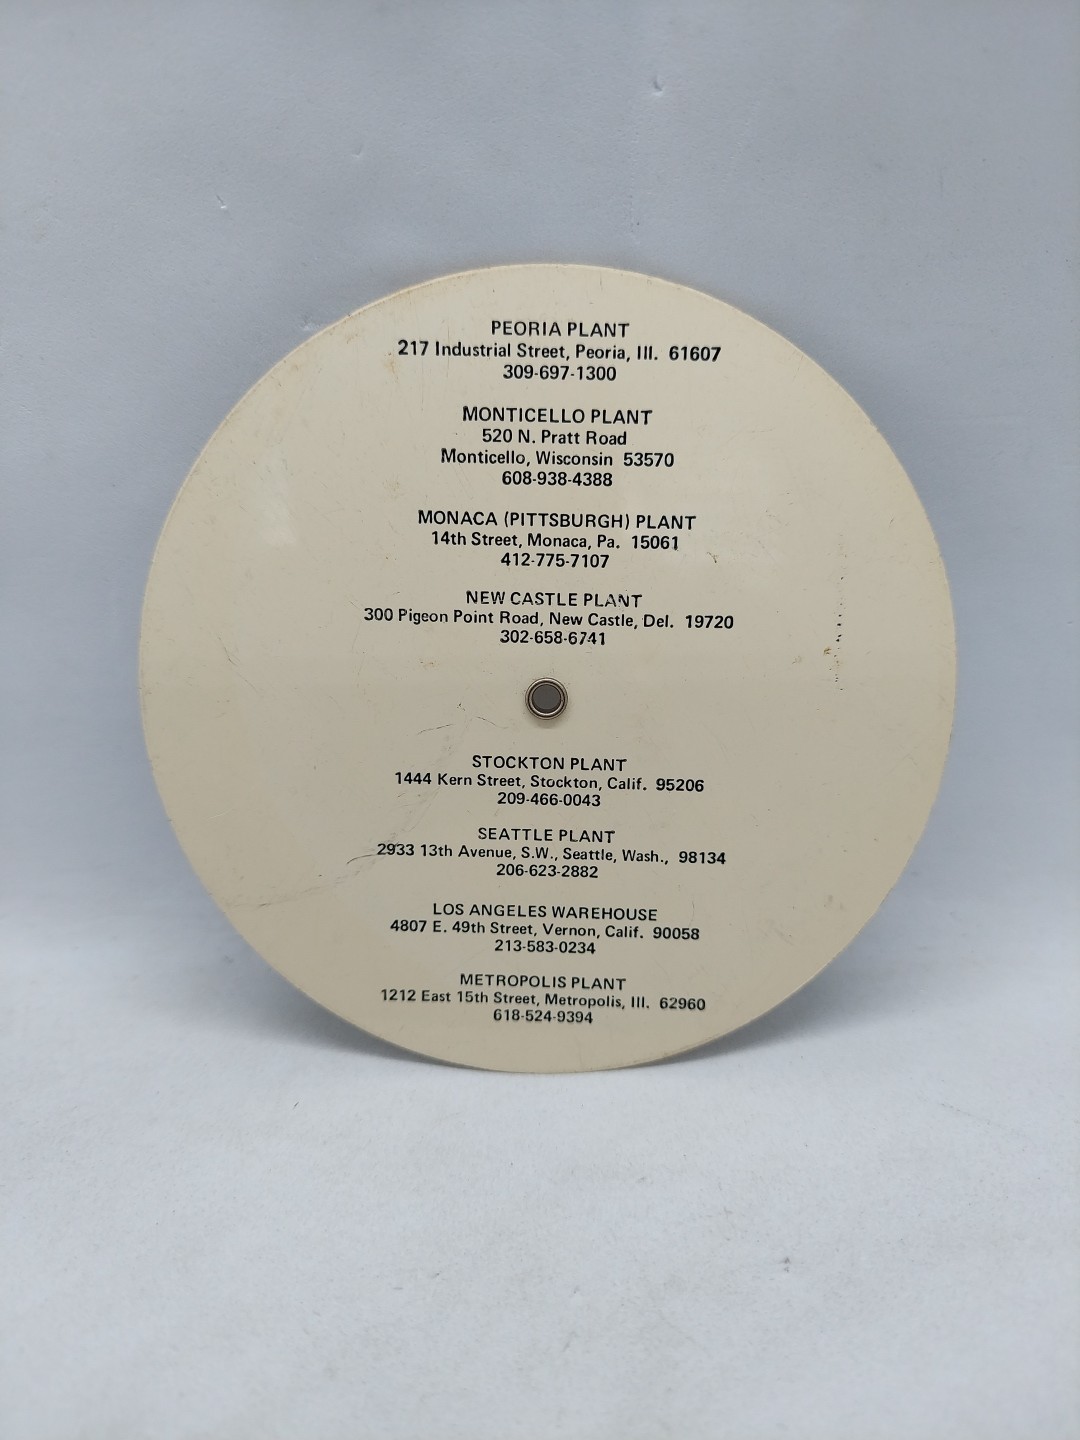 PEORIA PLANT
217 Industrial Street, Peoria, Ill. 61607
309-697-1300
MONTICELLO PLANT
520 N. Pratt Road
Monticello, Wisconsin 53570
608-938-4388
MONACA (PITTSBURGH) PLANT
14th Street, Monaca, Pa. 15061
412-775-7107
NEW CASTLE PLANT
300 Pigeon Point Road, New Castle, Del. 19720
302-658-6741
STOCKTON PLANT
1444 Kern Street, Stockton, Calif. 95206
209-466-0043
SEATTLE PLANT
2933 13th Avenue, S.W., Seattle, Wash., 98134
206-623-2882
LOS ANGELES WAREHOUSE
4807 E. 49th Street, Vernon, Calif. 90058
213-583-0234
METROPOLIS PLANT
1212 East 15th Street, Metropolis, Ill. 62960
618-524-9394